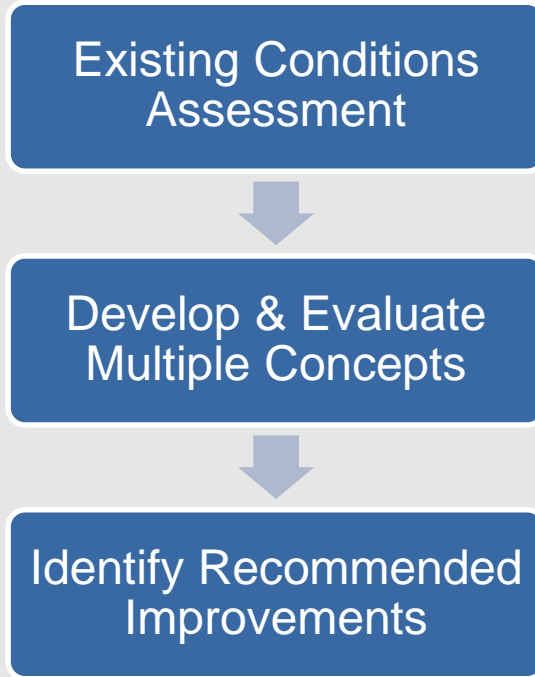 Existing Conditions
Assessment
Develop & Evaluate
Multiple Concepts
Identify Recommended
Improvements